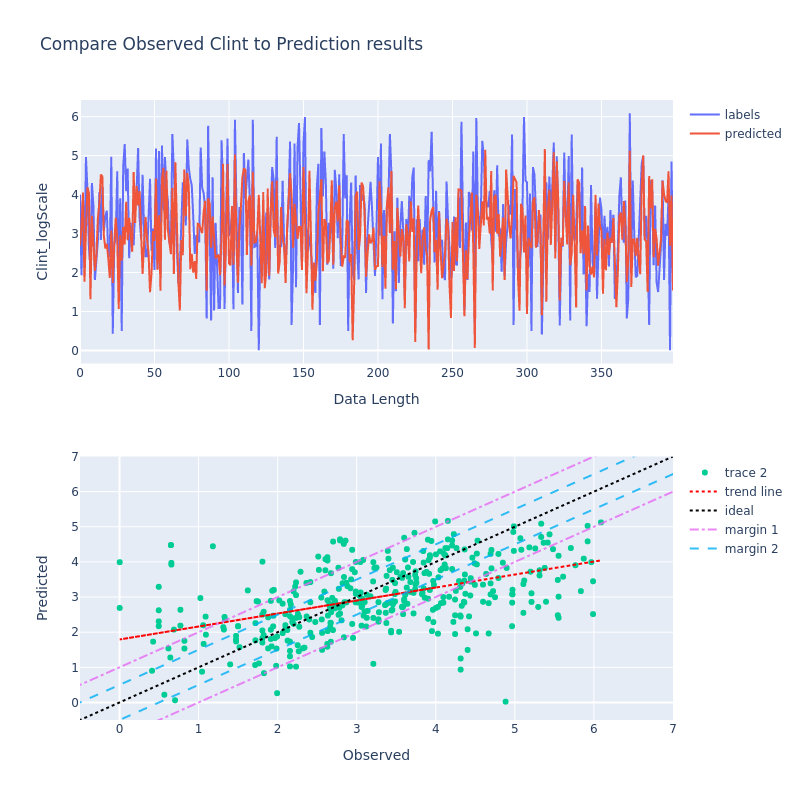 Compare Observed Clint to Prediction results
labels
predicted
Clint_logScale
6
5
4
3
2
1
0
0 50 100 150 200 250 300 350
Data Length
trace 2
trend line
ideal
margin 1
margin 2
Predicted
7
6
5
4
3
2
1
0
0 1 2 3 4 5 6 7
Observed